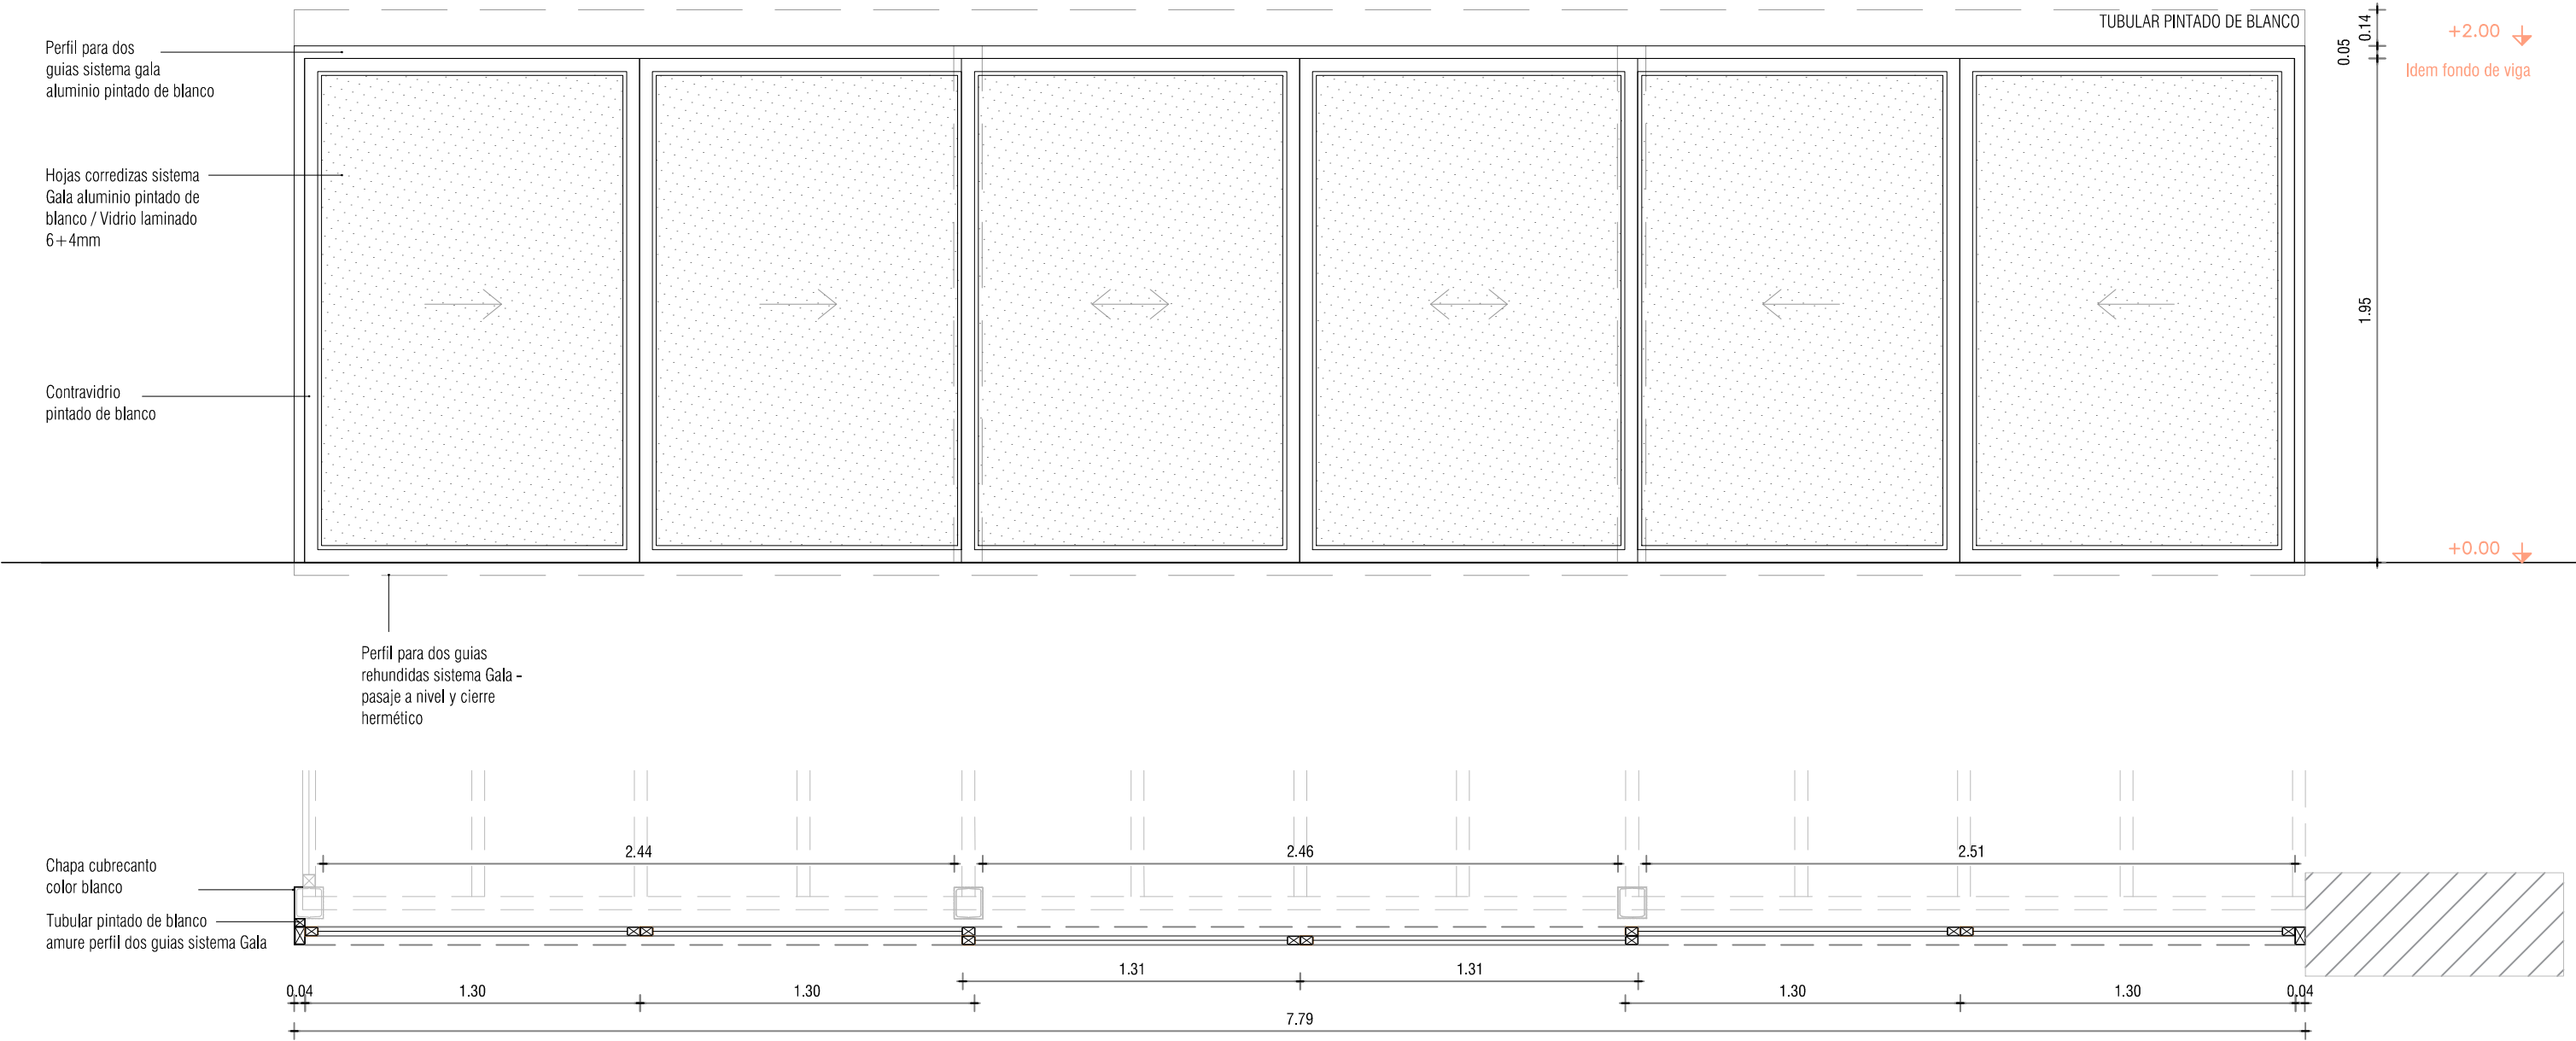 TUBULAR PINTADO DE BLANCO
0.14
0.05
+2.00
Idem fondo de viga
Perfil para dos
guias sistema gala
aluminio pintado de blanco
Hojas corredizas sistema
Gala aluminio pintado de
blanco / Vidrio laminado
6+4mm
1.95
Contravidrio
pintado de blanco
+0.00
Perfil para dos guias
rehundidas sistema Gala -
pasaje a nivel y cierre
hermético
2.44
2.46
2.51
Chapa cubrecanto
color blanco
Tubular pintado de blanco
amure perfil dos guias sistema Gala
1.31
1.31
0.04
1.30
1.30
1.30
1.30
0.04
7.79